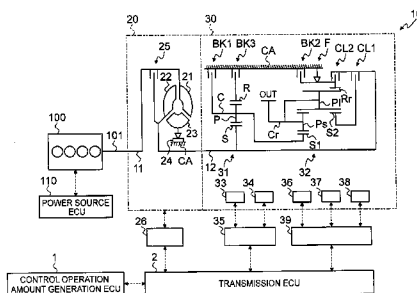 10
20
30
25
BK1 BK3 CA BK2 F CL2 CL1
22 21
100
R
OUT
Rr
C
P
Pl
23
Ps
S2
S
Cr
S1
101
24 CA
11
12
31
32
110
33 34 36 37 38
POWER SOURCE
ECU
26
35
39
1
2
CONTROL OPERATION
AMOUNT GENERATION ECU
TRANSMISSION ECU